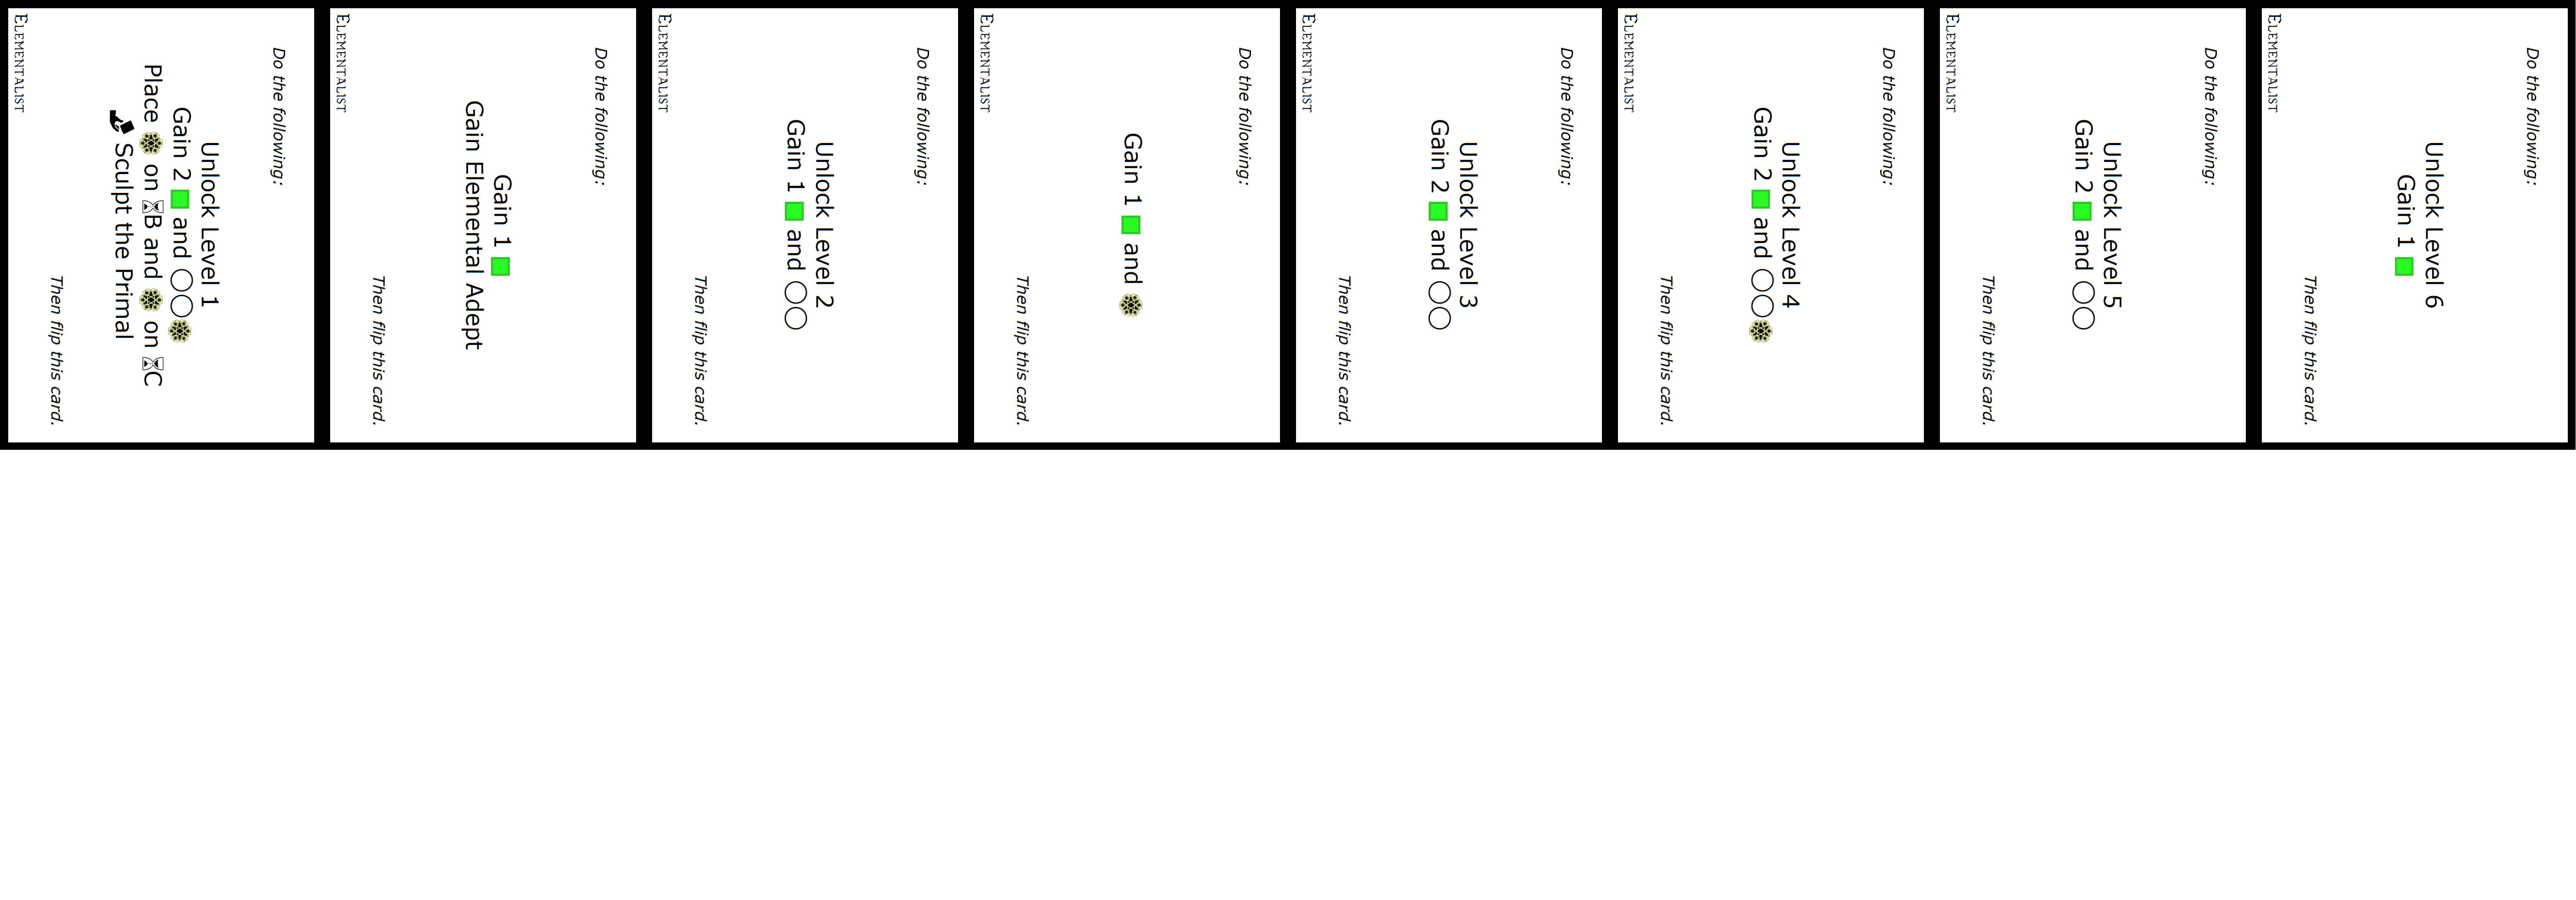 Do the following:
Unlock Level 1
Gain 2 🟩 and ◯◯
Place on ⌛B and on ⌛C
Sculpt the Primal
Then flip this card.
Elementalist
Do the following:
Gain 1 🟩
Gain Elemental Adept
Then flip this card.
Elementalist
Do the following:
Unlock Level 2
Gain 1 🟩 and ◯◯
Then flip this card.
Elementalist
Do the following:
Gain 1 🟩 and
Then flip this card.
Elementalist
Do the following:
Unlock Level 3
Gain 2 🟩 and ◯◯
Then flip this card.
Elementalist
Do the following:
Unlock Level 4
Gain 2 🟩 and ◯◯
Then flip this card.
Elementalist
Do the following:
Unlock Level 5
Gain 2 🟩 and ◯◯
Then flip this card.
Elementalist
Do the following:
Unlock Level 6
Gain 1 🟩
Then flip this card.
Elementalist